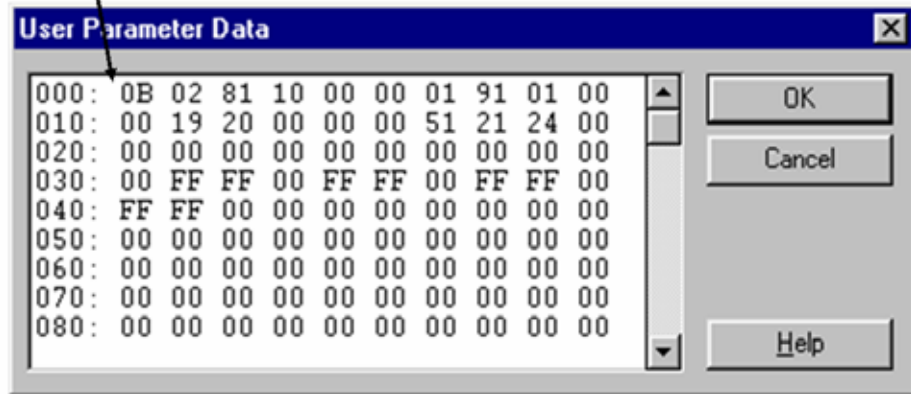 User Parameter Data
000: 0B 02 81 10 00 00 01 91 01 00
010: 00 19 20 00 00 00 51 21 24 00
020: 00 00 00 00 00 00 00 00 00 00
030: 00 FF FF 00 FF FF 00 FF FF 00
040: FF FF 00 00 00 00 00 00 00 00
050: 00 00 00 00 00 00 00 00 00 00
060: 00 00 00 00 00 00 00 00 00 00
070: 00 00 00 00 00 00 00 00 00 00
080: 00 00 00 00 00 00 00 00 00 00
OK
Cancel
Help